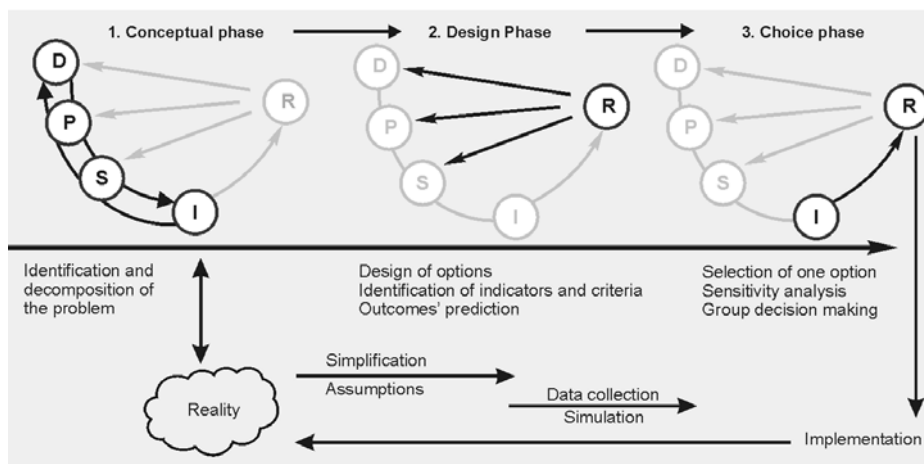 1. Conceptual phase
2. Design Phase
3. Choice phase
D
P
S
I
R
D
P
S
I
R
D
P
S
I
R
Identification and
decomposition of
the problem
Design of options
Identification of indicators and criteria
Outcomes' prediction
Selection of one option
Sensitivity analysis
Group decision making
Simplification
Assumptions
Data collection
Simulation
Reality
Implementation